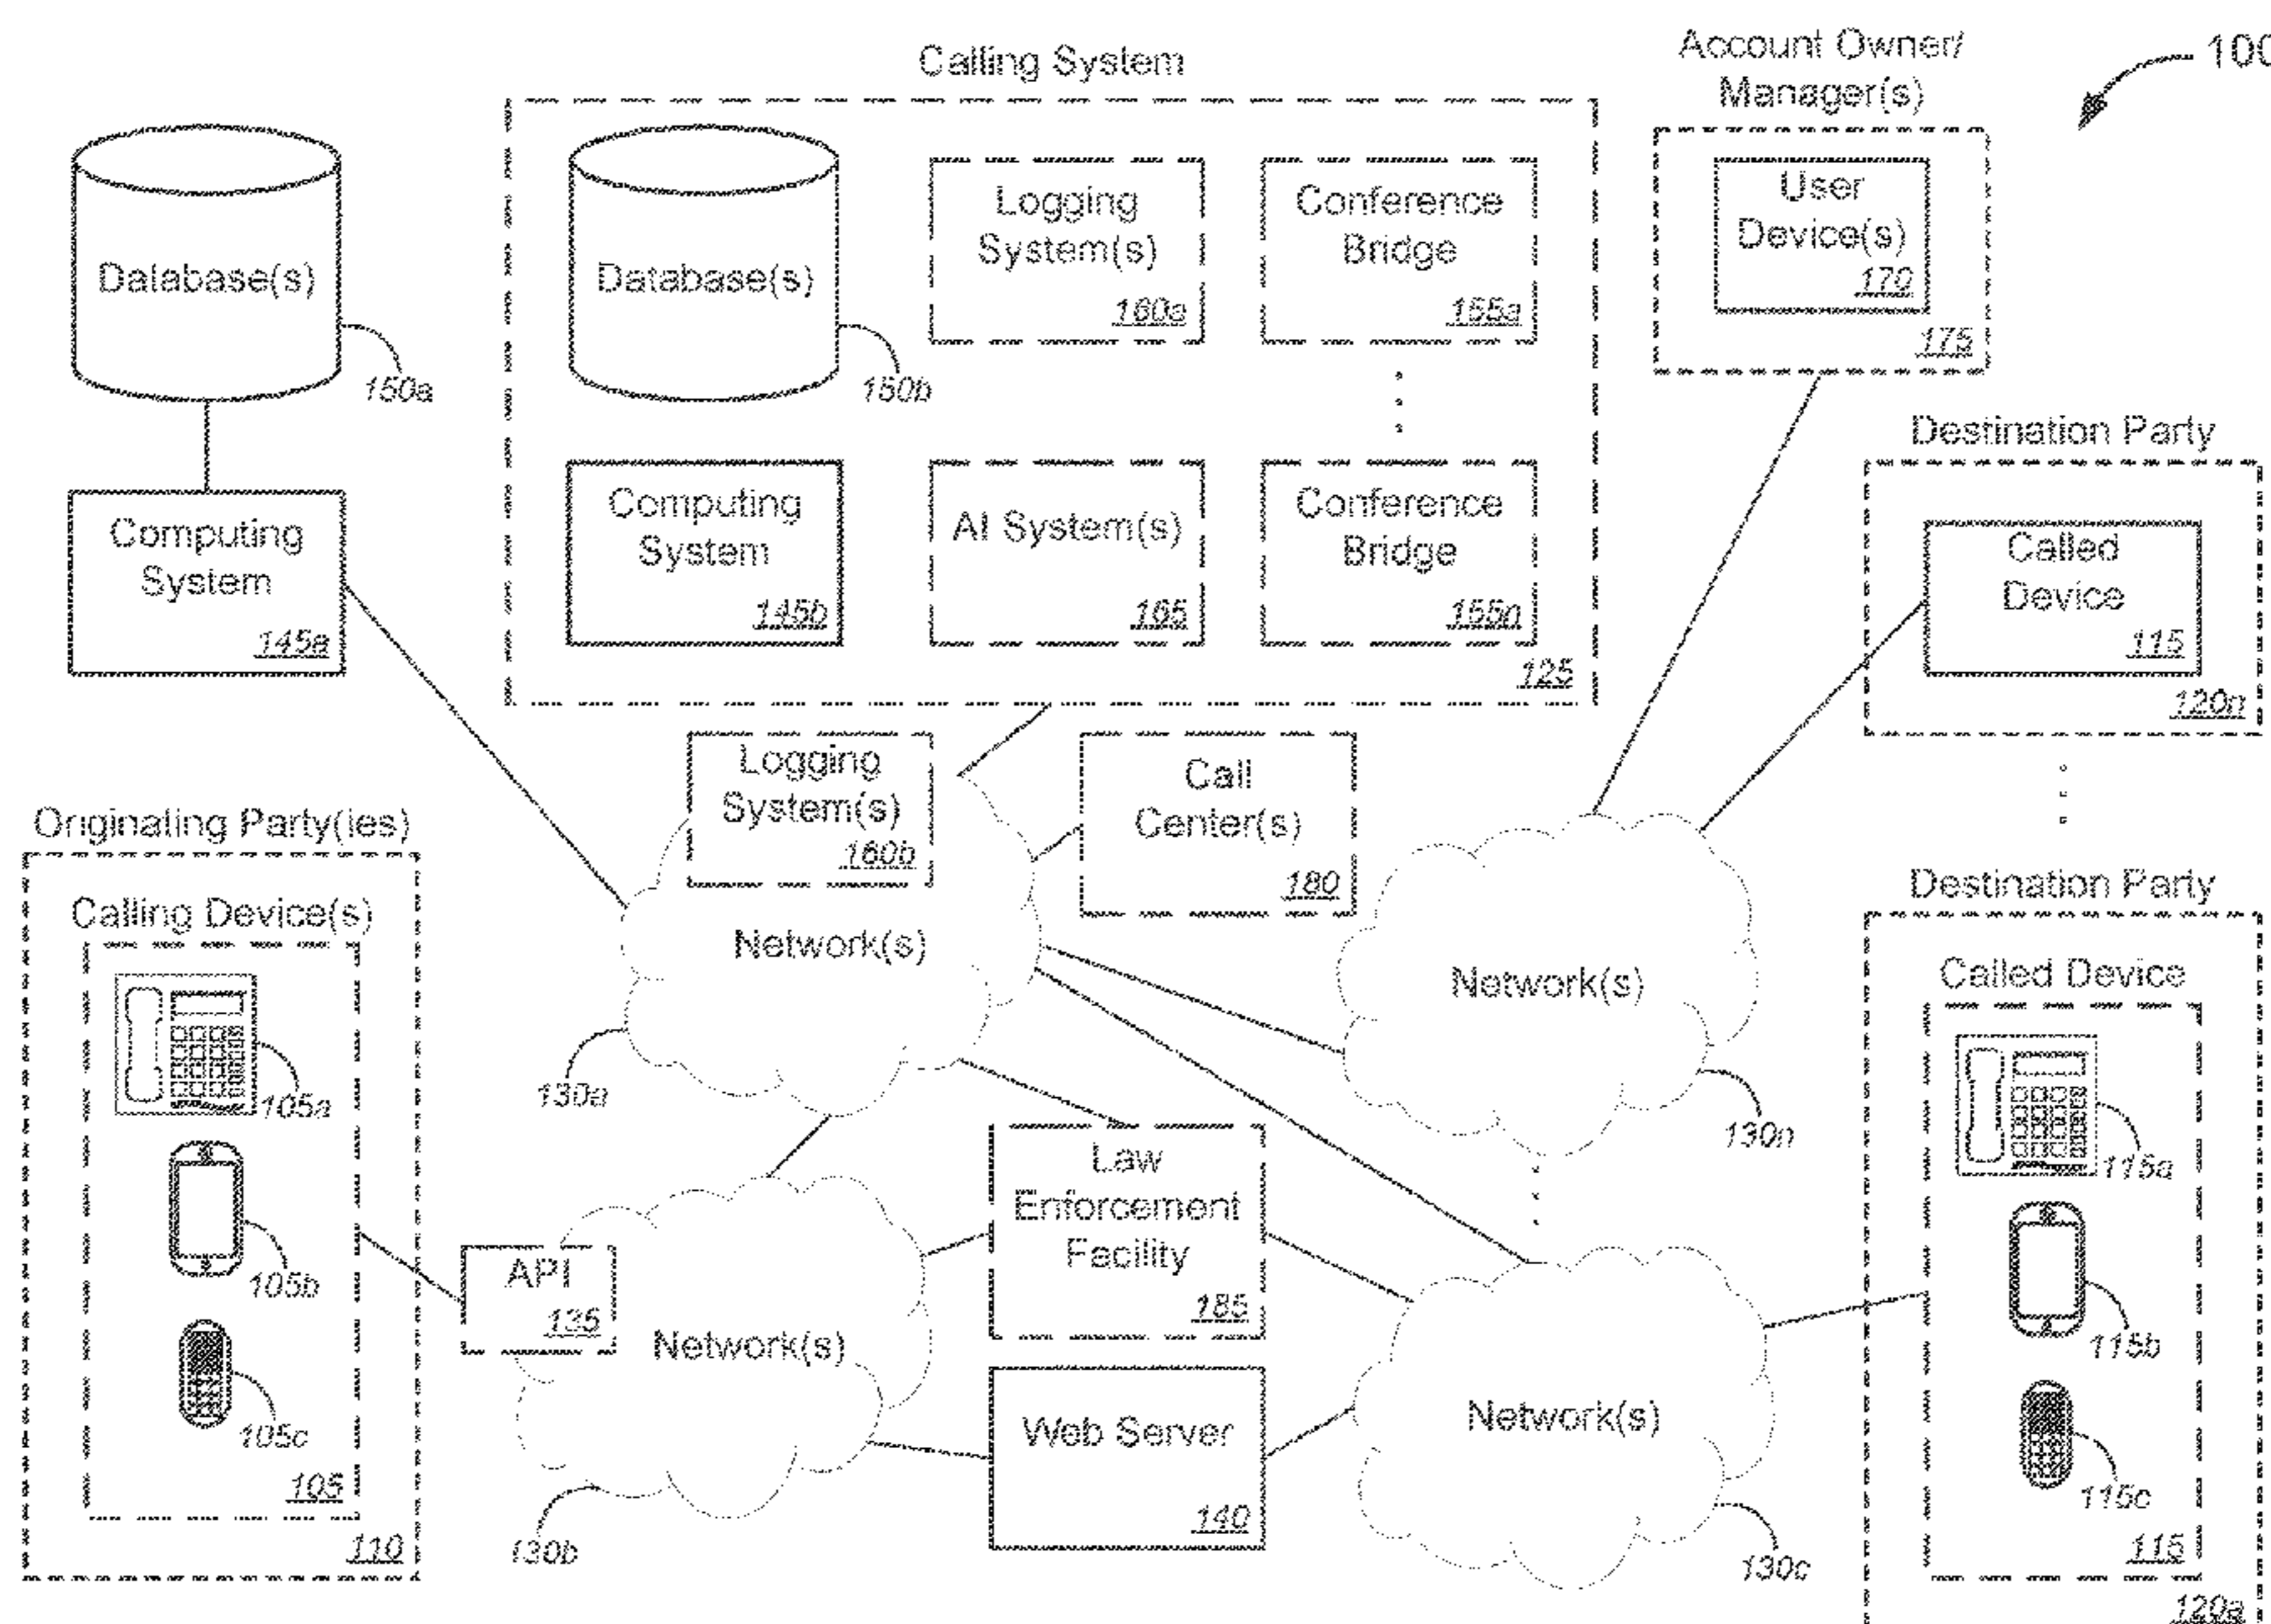 Calling System
Account Owner/
Manager(s)
100
Database(s)
150a
Database(s)
150b
Logging
System(s)
160a
Conference
Bridge
155a
User
Device(s)
170
175
Computing
System
145a
Computing
System
145b
AI System(s)
165
Conference
Bridge
155n
125
Destination Party
Called
Device
115
120n
Logging
System(s)
160b
Call
Center(s)
180
Originating Party(ies)
Calling Device(s)
105a
105b
105c
105
110
Network(s)
130a
Network(s)
130n
Destination Party
Called Device
115a
115b
115c
115
120a
API
135
Network(s)
130b
Law
Enforcement
Facility
185
Web Server
140
Network(s)
130c